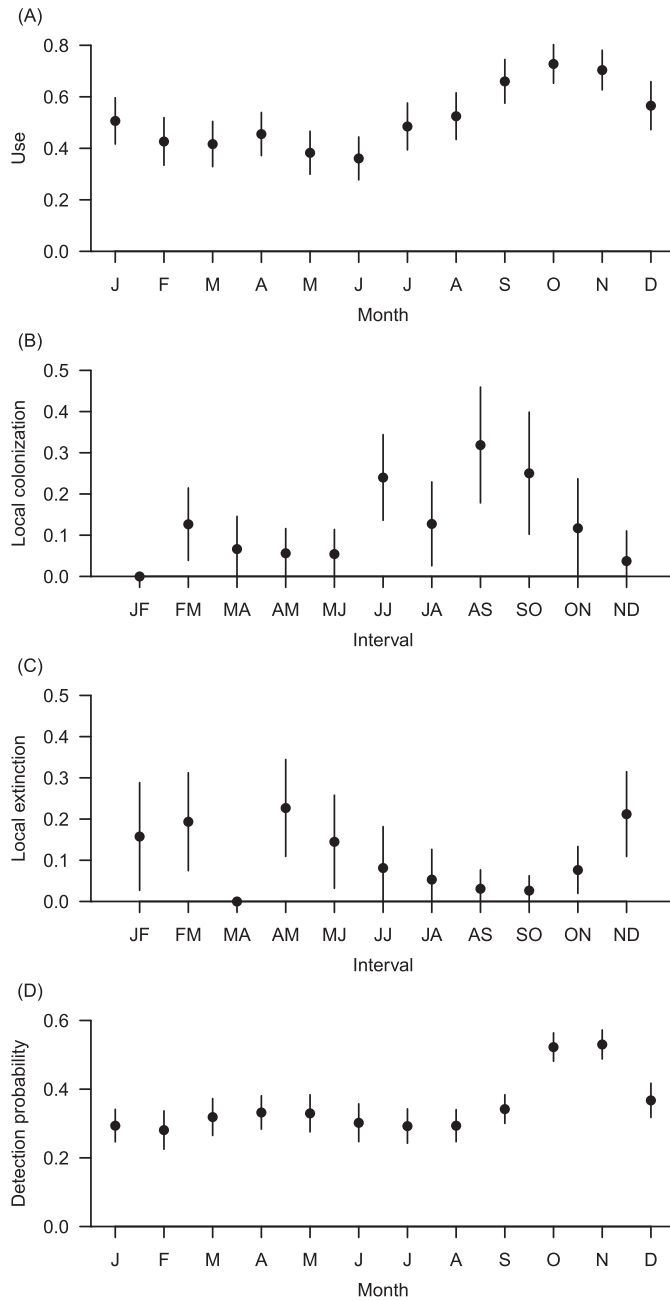 (A)
0.8
0.6
0.4
0.2
0.0
Use
J F M A M J J A S O N D
Month
(B)
0.5
0.4
0.3
0.2
0.1
0.0
Local colonization
JF FM MA AM MJ JJ JA AS SO ON ND
Interval
(C)
0.5
0.4
0.3
0.2
0.1
0.0
Local extinction
JF FM MA AM MJ JJ JA AS SO ON ND
Interval
(D)
0.6
0.4
0.2
0.0
Detection probability
J F M A M J J A S O N D
Month